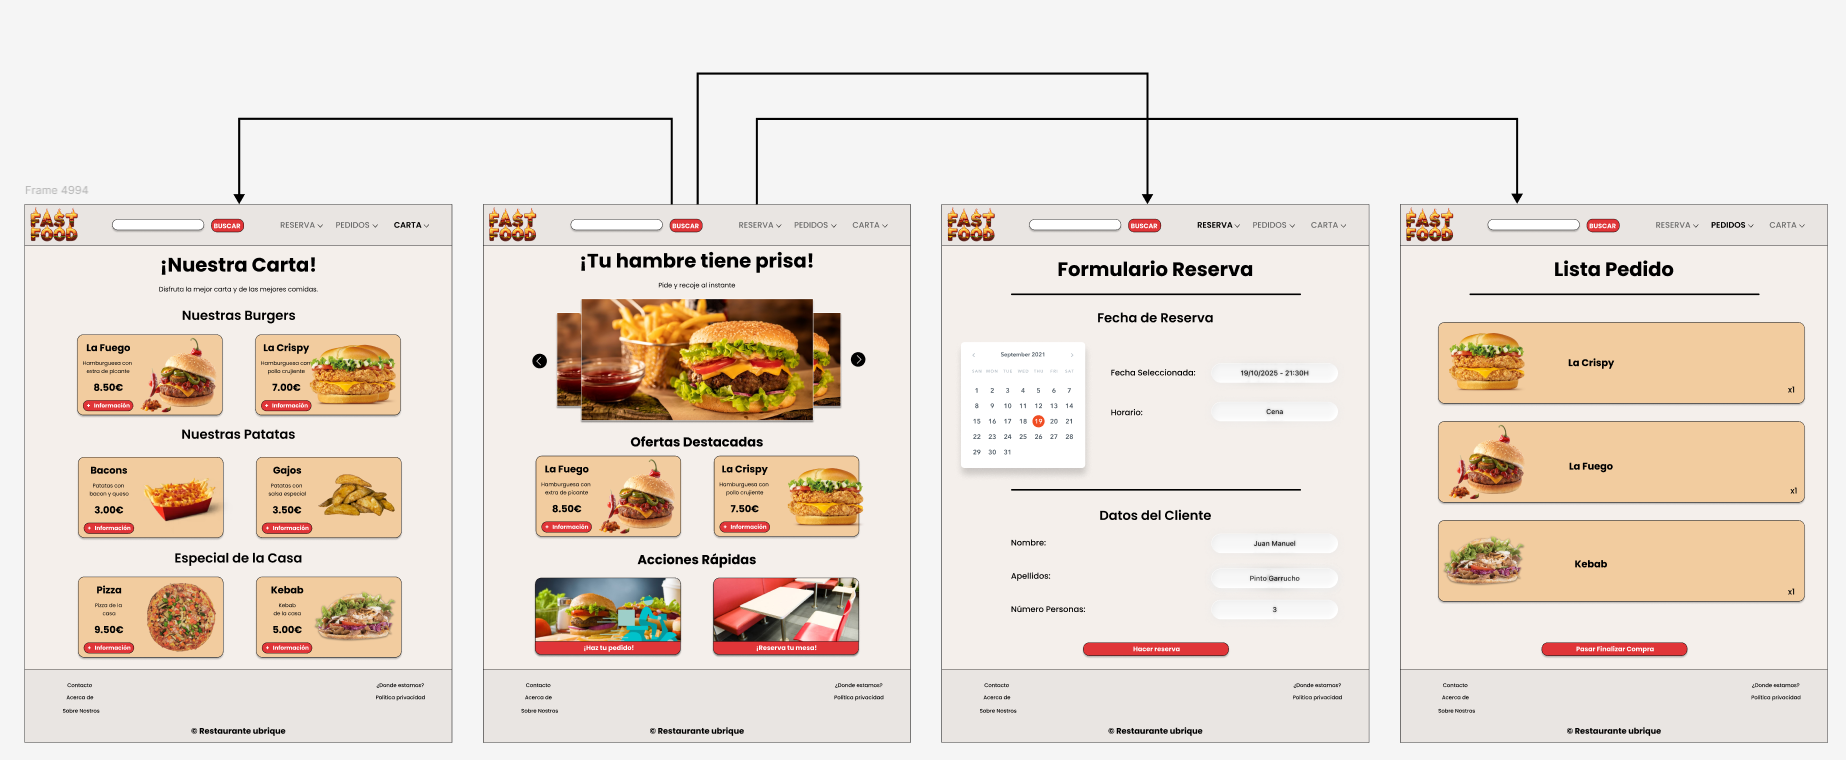 Frame 4994
FAST
FOOD
BUSCAR
RESERVA
PEDIDOS
CARTA
¡Nuestra Carta!
Disfruta la mejor carta y de las mejores comidas.
Nuestras Burgers
La Fuego
Hamburguesa con
extra de picante
8.50€
+ Información
La Crispy
Hamburguesa con
pollo crujiente
7.00€
+ Información
Nuestras Patatas
Bacons
Patatas con
bacon y queso
3.00€
+ Información
Gajos
Patatas con
salsa especial
3.50€
+ Información
Especial de la Casa
Pizza
Pizza de la
casa
9.50€
+ Información
Kebab
Kebab
de la casa
5.00€
+ Información
Contacto
Acerca de
Sobre Nostros
¿Donde estamos?
Politica privacidad
© Restaurante ubrique
FAST
FOOD
BUSCAR
RESERVA
PEDIDOS
CARTA
¡Tu hambre tiene prisa!
Pide y recoje al instante
Ofertas Destacadas
La Fuego
Hamburguesa con
extra de picante
8.50€
+ Información
La Crispy
Hamburguesa con
pollo crujiente
7.50€
+ Información
Acciones Rápidas
¡Haz tu pedido!
¡Reserva tu mesa!
Contacto
Acerca de
Sobre Nostros
¿Donde estamos?
Politica privacidad
© Restaurante ubrique
FAST
FOOD
BUSCAR
RESERVA
PEDIDOS
CARTA
Formulario Reserva
Fecha de Reserva
September 2021
SAN MON TUE WED THU FRI SAT
1 2 3 4 5 6 7
8 9 10 11 12 13 14
15 16 17 18 19 20 21
22 23 24 25 26 27 28
29 30 31
Fecha Seleccionada:
19/10/2025 - 21:30H
Horario:
Cena
Datos del Cliente
Nombre:
Juan Manuel
Apellidos:
Pinto Garrucho
Número Personas:
3
Hacer reserva
Contacto
Acerca de
Sobre Nostros
¿Donde estamos?
Politica privacidad
© Restaurante ubrique
FAST
FOOD
BUSCAR
RESERVA
PEDIDOS
CARTA
Lista Pedido
La Crispy
x1
La Fuego
x1
Kebab
x1
Pasar Finalizar Compra
Contacto
Acerca de
Sobre Nostros
¿Donde estamos?
Politica privacidad
© Restaurante ubrique